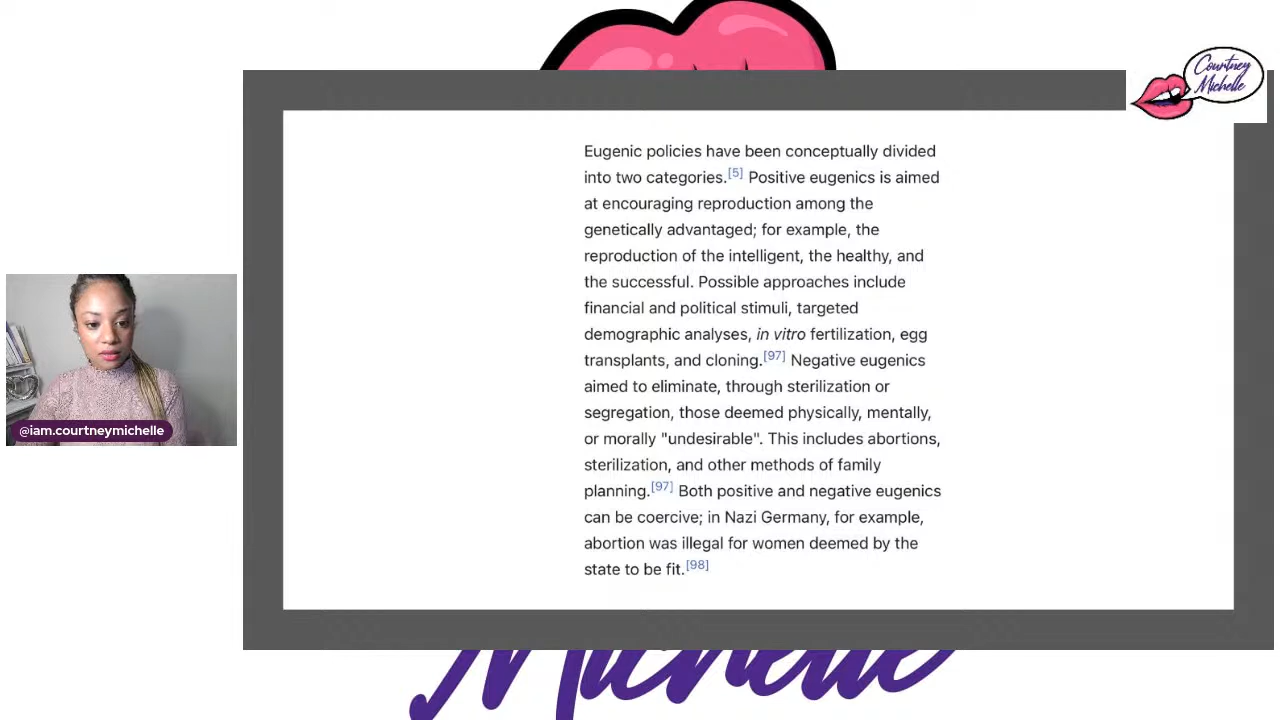 Courtney
Michelle
Eugenic policies have been conceptually divided
into two categories.[5] Positive eugenics is aimed
at encouraging reproduction among the
genetically advantaged; for example, the
reproduction of the intelligent, the healthy, and
the successful. Possible approaches include
financial and political stimuli, targeted
demographic analyses, in vitro fertilization, egg
transplants, and cloning.[97] Negative eugenics
aimed to eliminate, through sterilization or
segregation, those deemed physically, mentally,
or morally "undesirable". This includes abortions,
sterilization, and other methods of family
planning.[97] Both positive and negative eugenics
can be coercive; in Nazi Germany, for example,
abortion was illegal for women deemed by the
state to be fit.[98]
@iam.courtneymichelle
Michelle